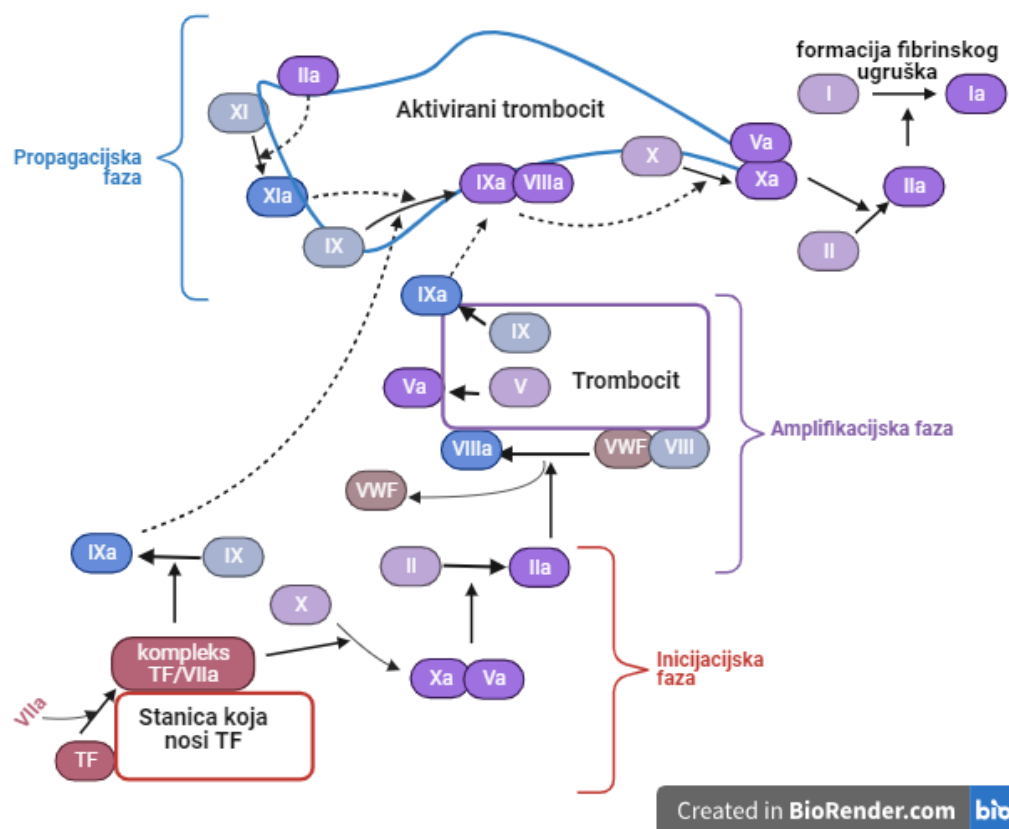 formacija fibrinskog
ugruška
IIa
I
Ia
XI
Aktivirani trombocit
Va
X
Propagacijska
faza
IXa
VIIIa
Xa
IIa
XIa
IX
II
IXa
IX
Va
V
Trombocit
Amplifikacijska faza
VIIIa
VWF
VIII
VWF
IXa
IX
II
IIa
X
kompleks
TF/VIIa
Xa
Va
Inicijacijska
faza
VIIa
Stanica koja
nosi TF
TF
Created in BioRender.com
bio